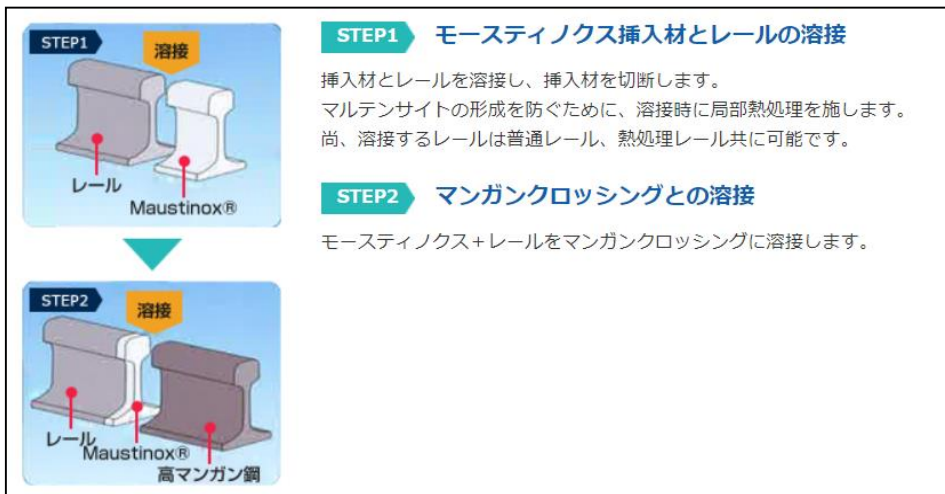 STEP1
溶接
レール
Maustinox®
STEP2
溶接
レール
Maustinox®
高マンガン鋼
STEP1 モースティノクス挿入材とレールの溶接
挿入材とレールを溶接し、挿入材を切断します。
マルテンサイトの形成を防ぐために、溶接時に局部熱処理を施します。
尚、溶接するレールは普通レール、熱処理レール共に可能です。
STEP2 マンガンクロッシングとの溶接
モースティノクス+レールをマンガンクロッシングに溶接します。